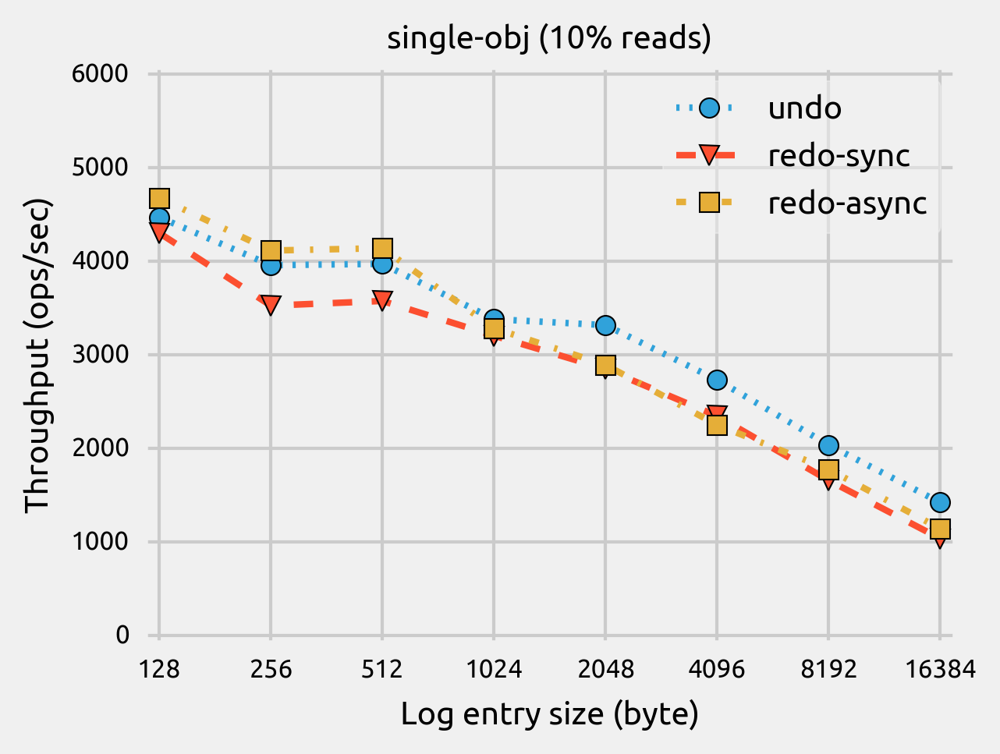 single-obj (10% reads)
6000
5000
4000
3000
2000
1000
0
Throughput (ops/sec)
undo
redo-sync
redo-async
128 256 512 1024 2048 4096 8192 16384
Log entry size (byte)